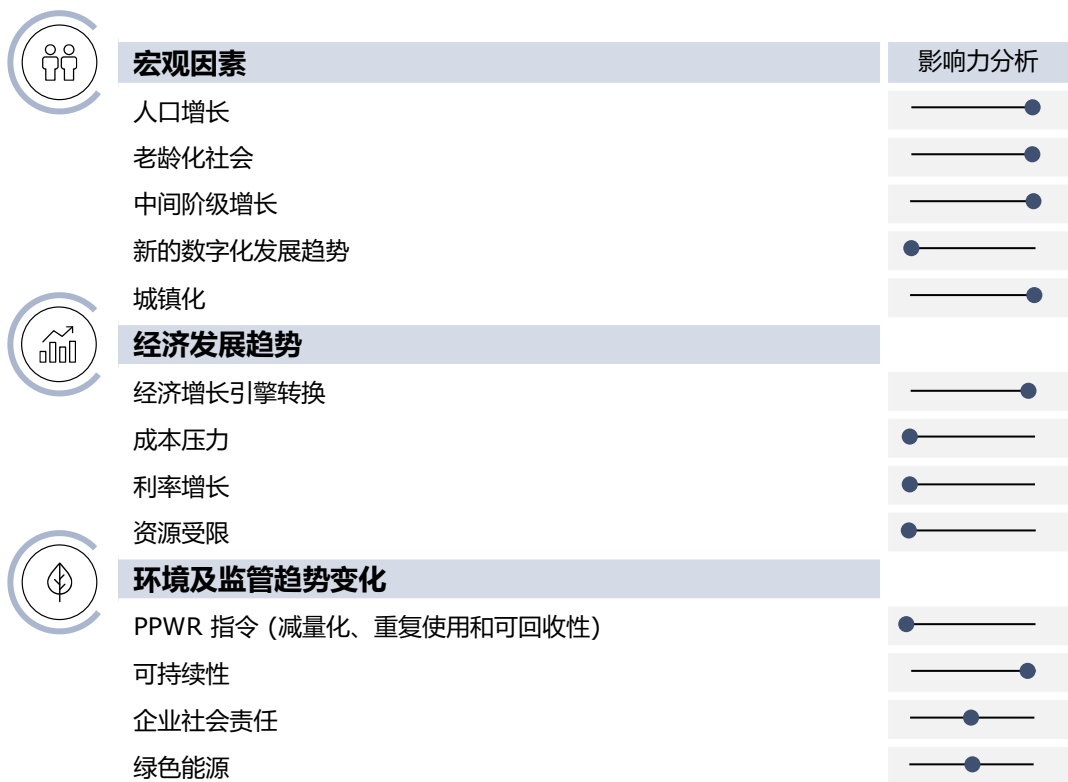 宏观因素
影响力分析
人口增长
老龄化社会
中间阶级增长
新的数字化发展趋势
城镇化
经济发展趋势
经济增长引擎转换
成本压力
利率增长
资源受限
环境及监管趋势变化
PPWR 指令 (减量化、重复使用和可回收性)
可持续性
企业社会责任
绿色能源